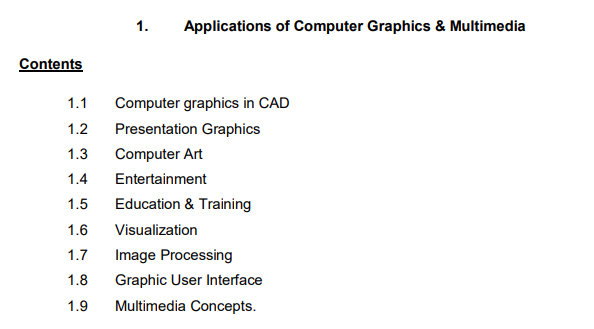 1. Applications of Computer Graphics & Multimedia
Contents
1.1 Computer graphics in CAD
1.2 Presentation Graphics
1.3 Computer Art
1.4 Entertainment
1.5 Education & Training
1.6 Visualization
1.7 Image Processing
1.8 Graphic User Interface
1.9 Multimedia Concepts.